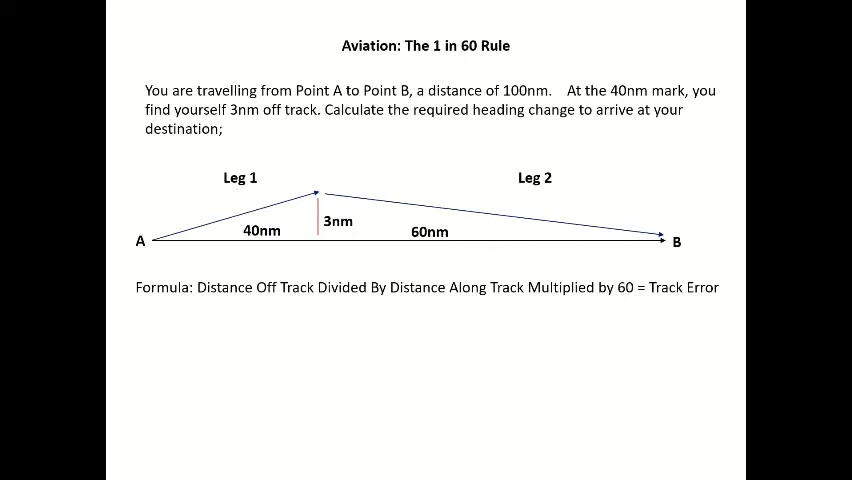 Aviation: The 1 in 60 Rule
You are travelling from Point A to Point B, a distance of 100nm. At the 40nm mark, you
find yourself 3nm off track. Calculate the required heading change to arrive at your
destination;
Leg 1 Leg 2
3nm
40nm 60nm
A B
Formula: Distance Off Track Divided By Distance Along Track Multiplied by 60 = Track Error